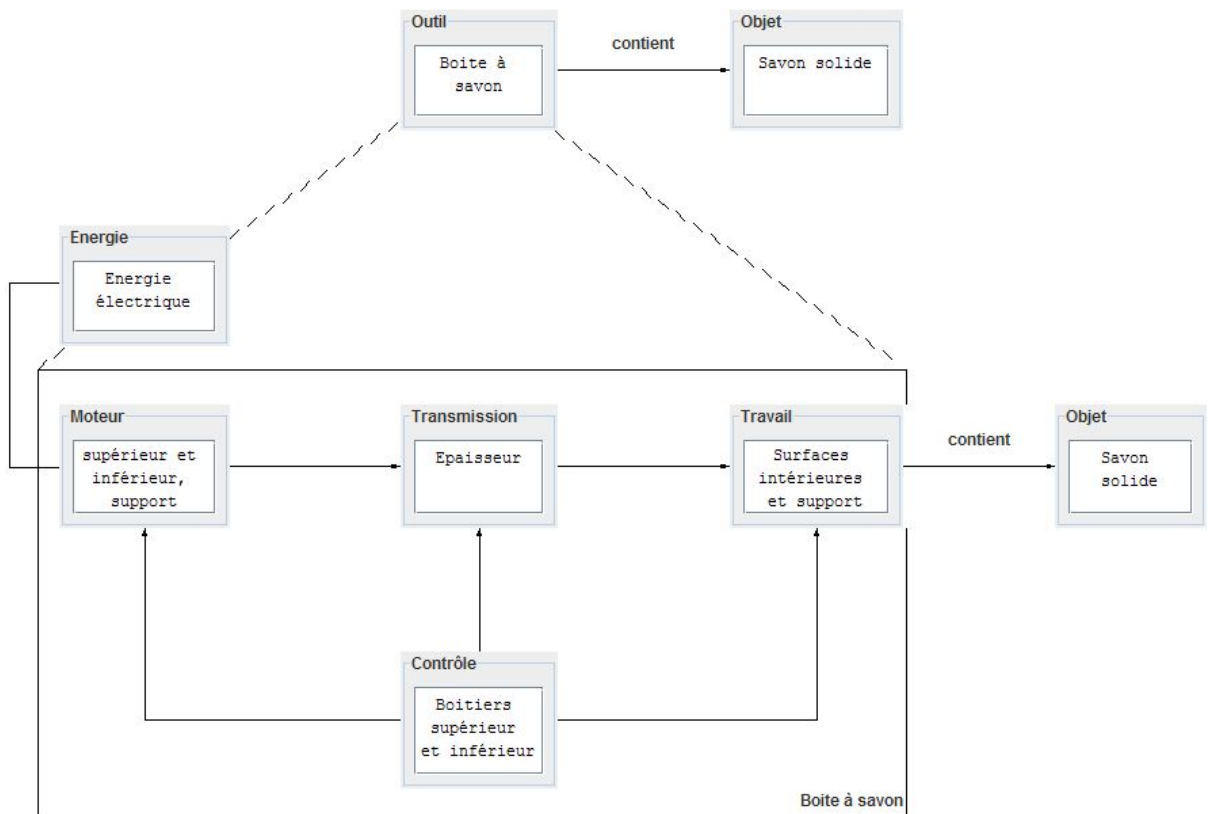 Outil
Boite à
savon
contient
Objet
Savon solide
Energie
Energie
électrique
Moteur
supérieur et
inférieur,
support
Transmission
Epaisseur
Travail
Surfaces
intérieures
et support
contient
Objet
Savon
solide
Contrôle
Boitiers
supérieur
et inférieur
Boite à savon